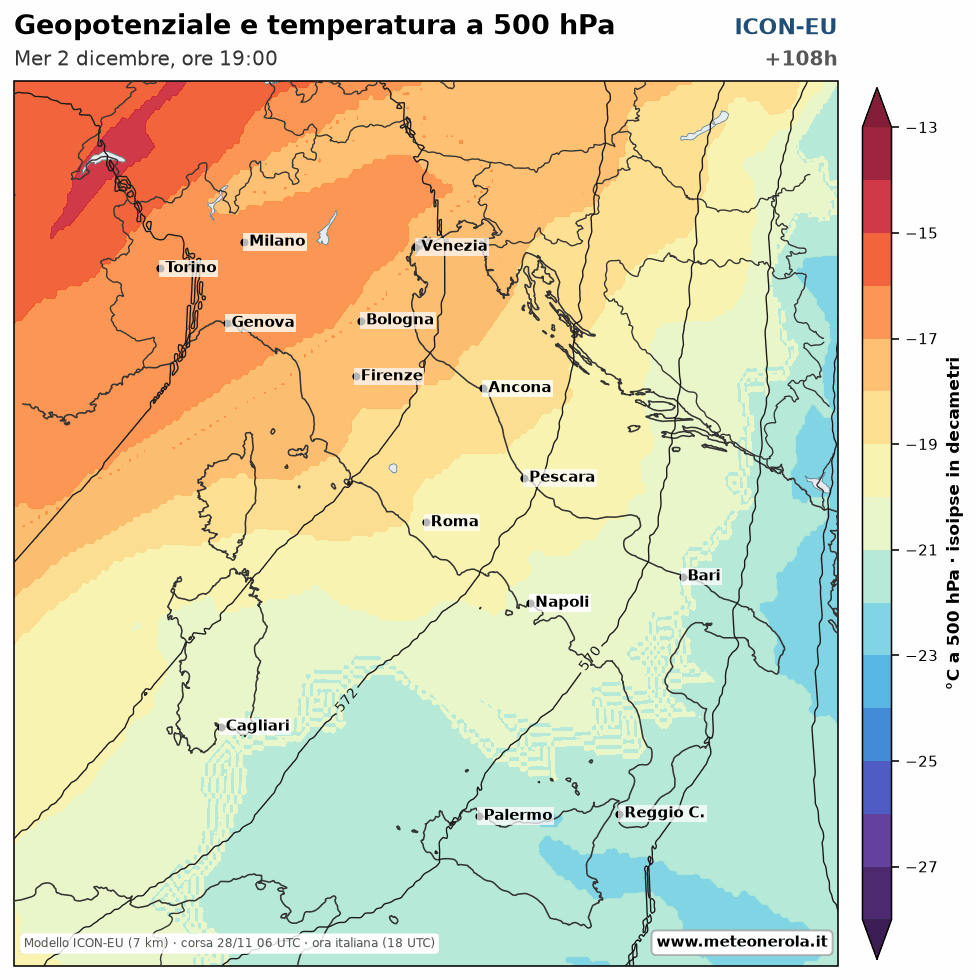 Geopotenziale e temperatura a 500 hPa
ICON-EU
Mer 2 dicembre, ore 19:00
+108h
Milano
Venezia
Torino
Genova
Bologna
Firenze
Ancona
Pescara
Roma
Bari
Napoli
570
572
Cagliari
Palermo
Reggio C.
−13
−15
−17
−19
−21
−23
−25
−27
°C a 500 hPa · isoipse in decametri
Modello ICON-EU (7 km) · corsa 28/11 06 UTC · ora italiana (18 UTC)
www.meteonerola.it